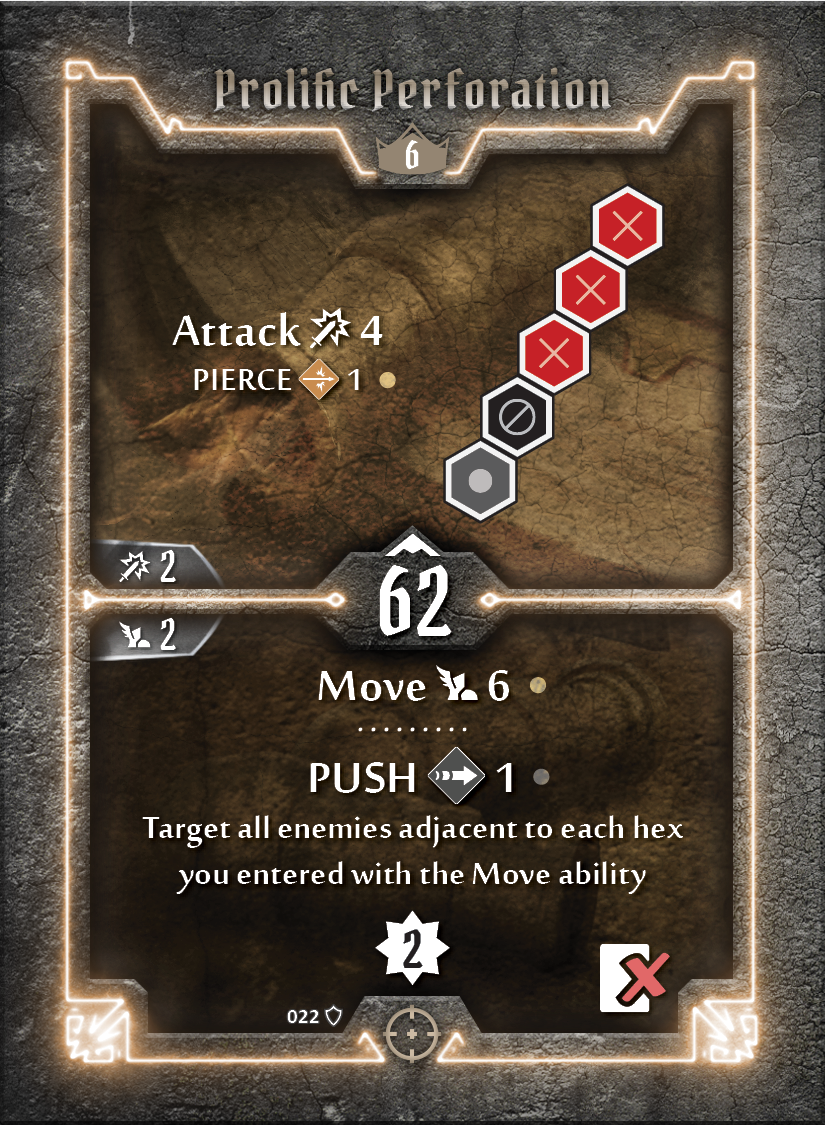 Prolific Perforation
6
Attack 4
PIERCE 1
2
62
2
Move 6
PUSH 1
Target all enemies adjacent to each hex
you entered with the Move ability
2
022